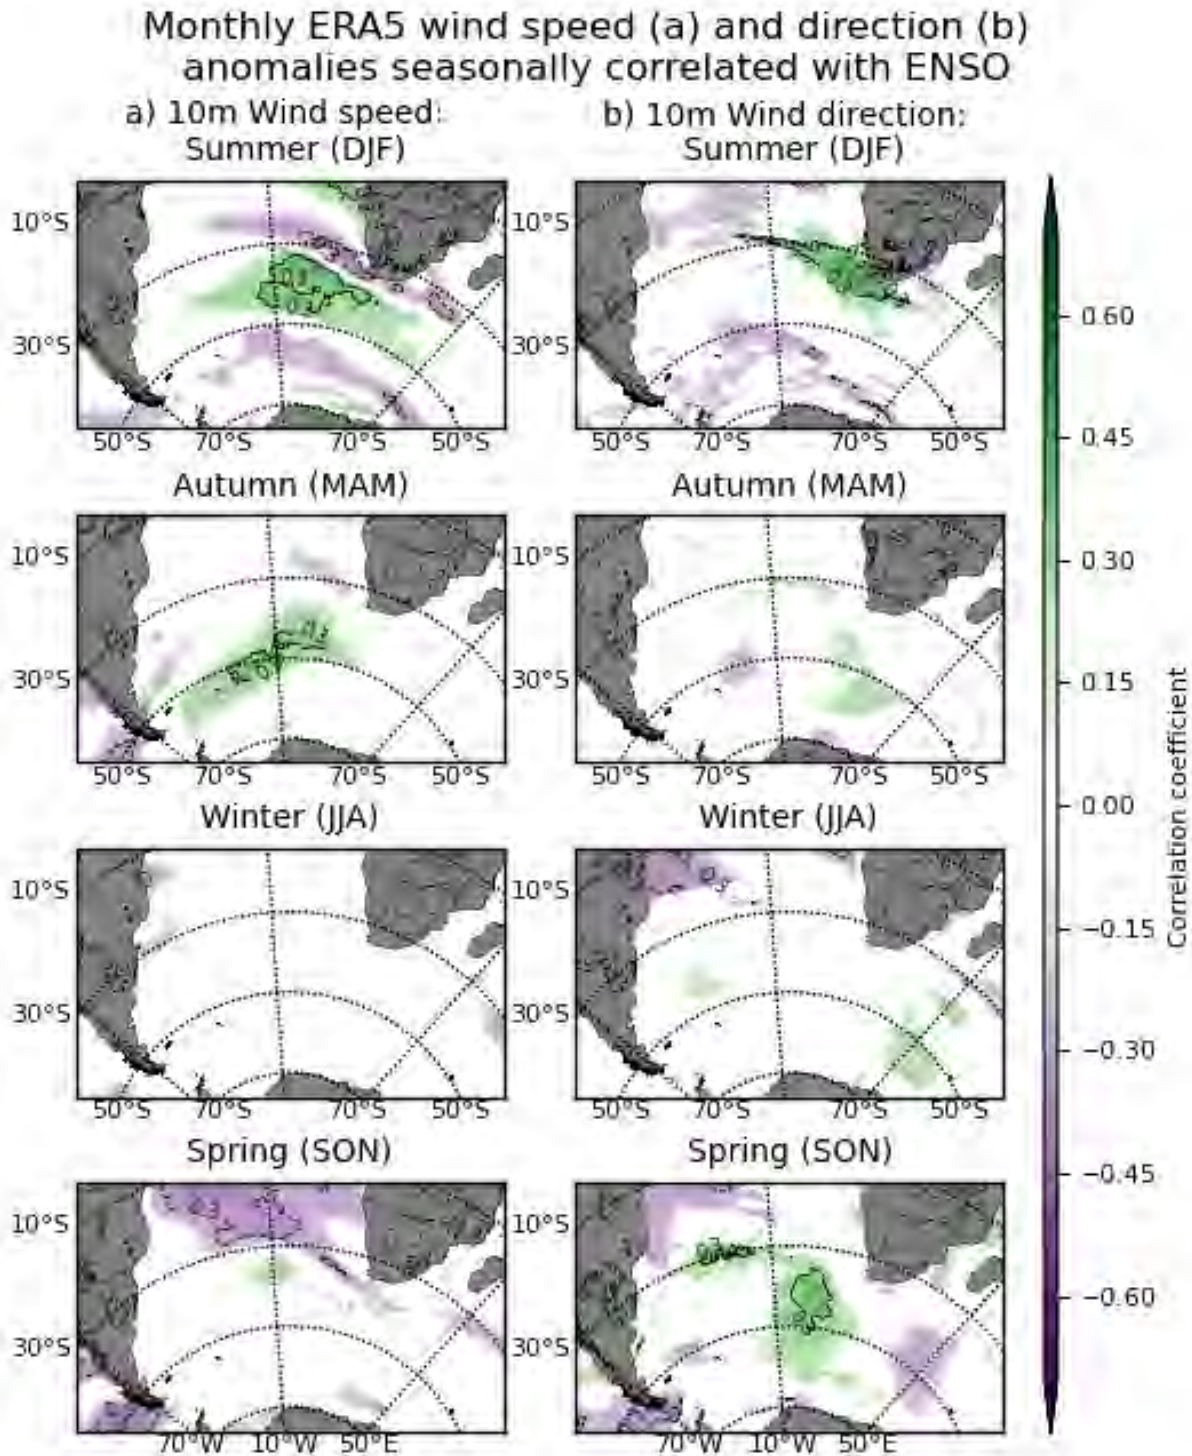 Monthly ERA5 wind speed (a) and direction (b)
anomalies seasonally correlated with ENSO
a) 10m Wind speed:
Summer (DJF)
b) 10m Wind direction:
Summer (DJF)
10°S
30°S
50°S 70°S 70°S 50°S
10°S
30°S
50°S 70°S 70°S 50°S
Autumn (MAM)
Autumn (MAM)
10°S
30°S
50°S 70°S 70°S 50°S
10°S
30°S
50°S 70°S 70°S 50°S
Winter (JJA)
Winter (JJA)
10°S
30°S
50°S 70°S 70°S 50°S
10°S
30°S
50°S 70°S 70°S 50°S
Spring (SON)
Spring (SON)
10°S
30°S
70°W 10°W 50°E
10°S
30°S
70°W 10°W 50°E
0.60
0.45
0.30
0.15
0.00
−0.15
−0.30
−0.45
−0.60
Correlation coefficient